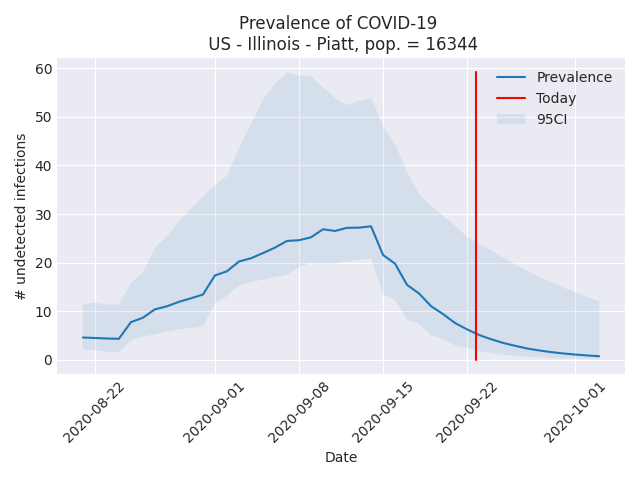 Prevalence of COVID-19
US - Illinois - Piatt, pop. = 16344
60
50
40
30
20
10
0
# undetected infections
Prevalence
Today
95CI
2020-08-22
2020-09-01
2020-09-08
2020-09-15
2020-09-22
2020-10-01
Date